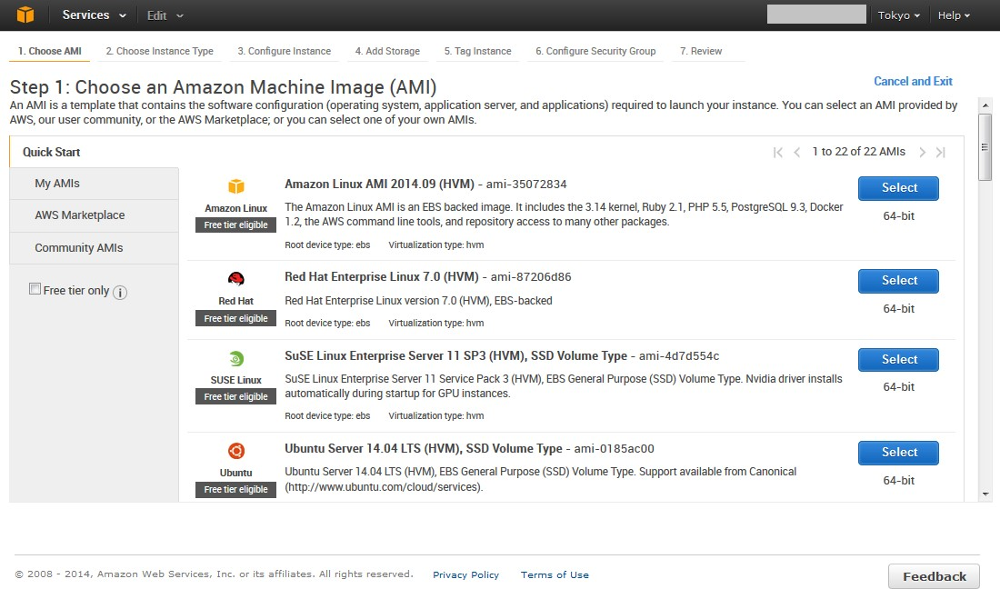 Services Edit Tokyo Help
1. Choose AMI 2. Choose Instance Type 3. Configure Instance 4. Add Storage 5. Tag Instance 6. Configure Security Group 7. Review
Step 1: Choose an Amazon Machine Image (AMI)
Cancel and Exit
An AMI is a template that contains the software configuration (operating system, application server, and applications) required to launch your instance. You can select an AMI provided by
AWS, our user community, or the AWS Marketplace; or you can select one of your own AMIs.
Quick Start
My AMIs
AWS Marketplace
Community AMIs
Free tier only
1 to 22 of 22 AMIs
Amazon Linux
Free tier eligible
Amazon Linux AMI 2014.09 (HVM) - ami-35072834
The Amazon Linux AMI is an EBS backed image. It includes the 3.14 kernel, Ruby 2.1, PHP 5.5, PostgreSQL 9.3, Docker
1.2, the AWS command line tools, and repository access to many other packages.
Root device type: ebs Virtualization type: hvm
Select
64-bit
Red Hat
Free tier eligible
Red Hat Enterprise Linux 7.0 (HVM) - ami-87206d86
Red Hat Enterprise Linux version 7.0 (HVM), EBS-backed
Root device type: ebs Virtualization type: hvm
Select
64-bit
SUSE Linux
Free tier eligible
SuSE Linux Enterprise Server 11 SP3 (HVM), SSD Volume Type - ami-4d7d554c
SuSE Linux Enterprise Server 11 Service Pack 3 (HVM), EBS General Purpose (SSD) Volume Type. Nvidia driver installs
automatically during startup for GPU instances.
Root device type: ebs Virtualization type: hvm
Select
64-bit
Ubuntu
Free tier eligible
Ubuntu Server 14.04 LTS (HVM), SSD Volume Type - ami-0185ac00
Ubuntu Server 14.04 LTS (HVM), EBS General Purpose (SSD) Volume Type. Support available from Canonical
(http://www.ubuntu.com/cloud/services).
Select
64-bit
© 2008 - 2014, Amazon Web Services, Inc. or its affiliates. All rights reserved. Privacy Policy Terms of Use
Feedback